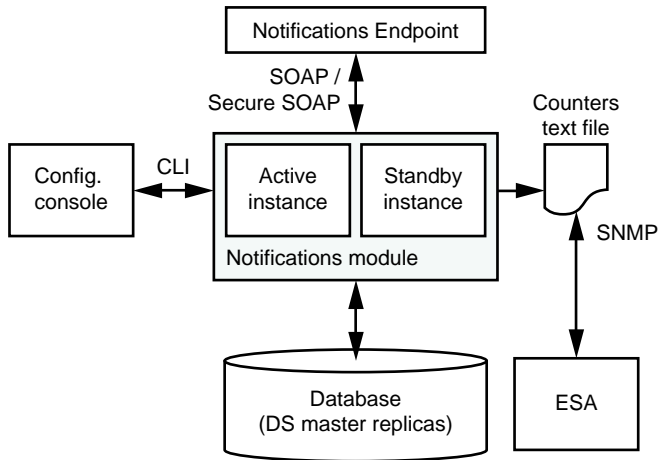 Notifications Endpoint
SOAP /
Secure SOAP
Counters
text file
Config.
console
CLI
Active
instance
Standby
instance
Notifications module
SNMP
Database
(DS master replicas)
ESA